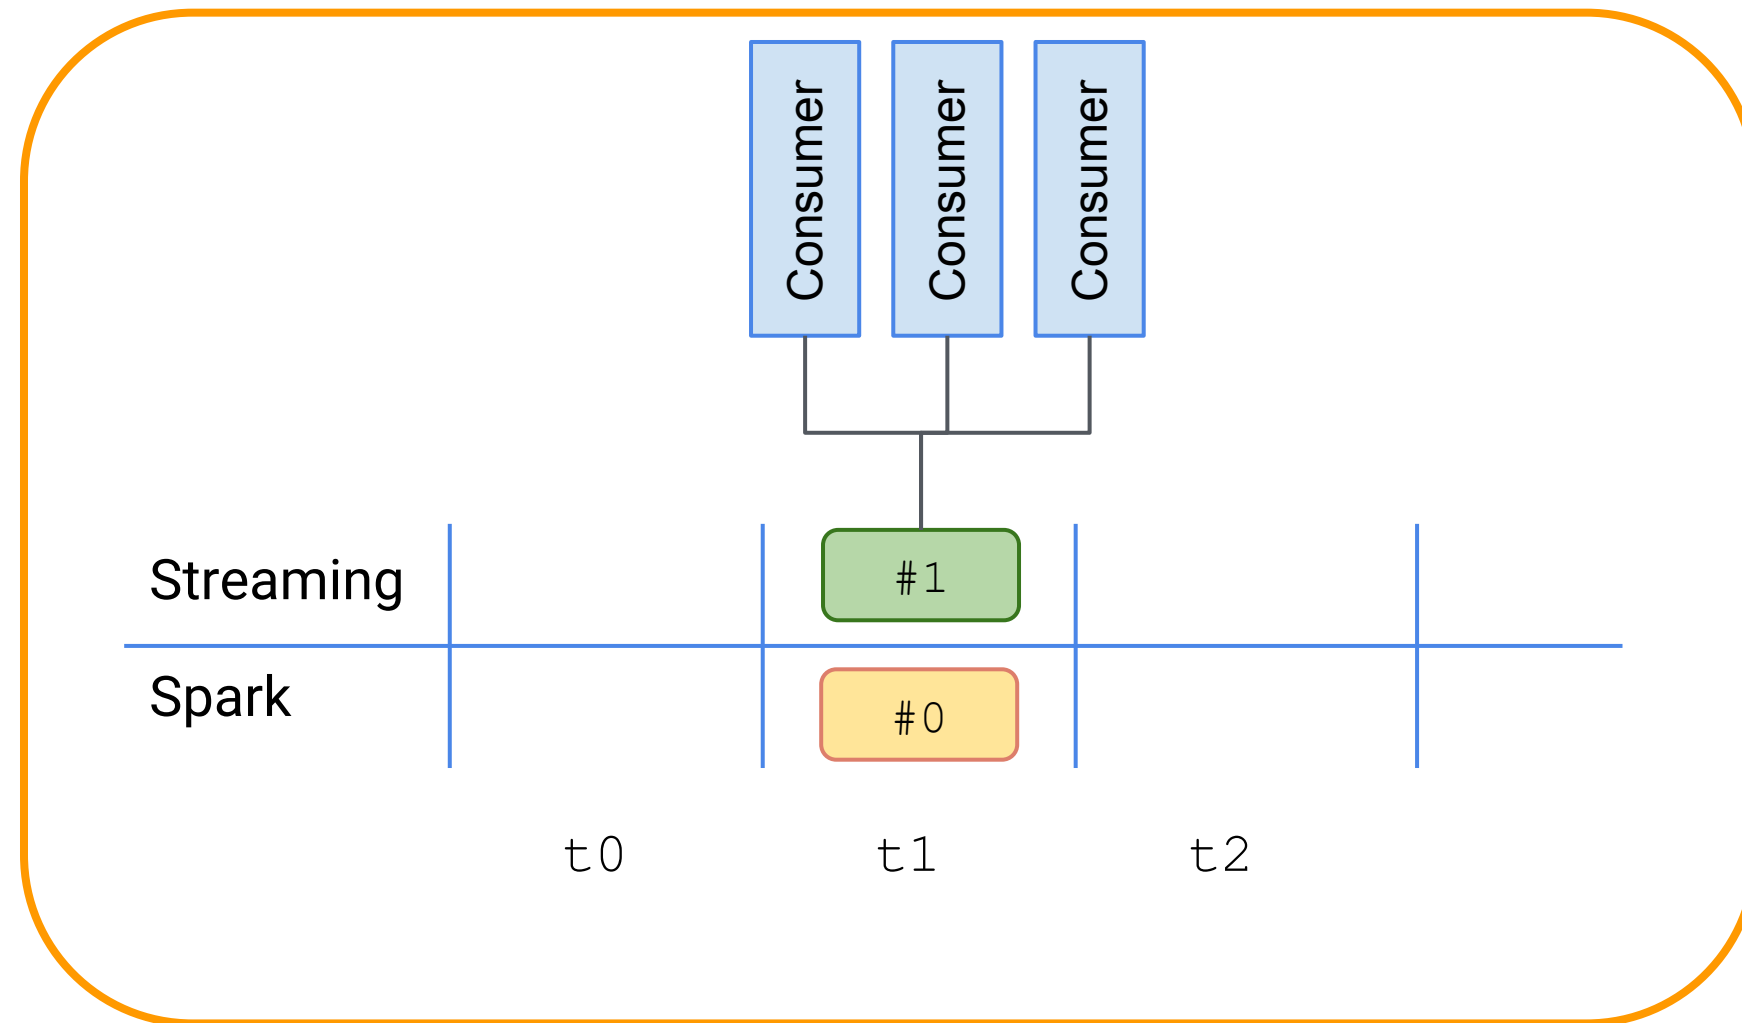 Consumer
Consumer
Consumer
Streaming
#1
Spark
#0
t0
t1
t2